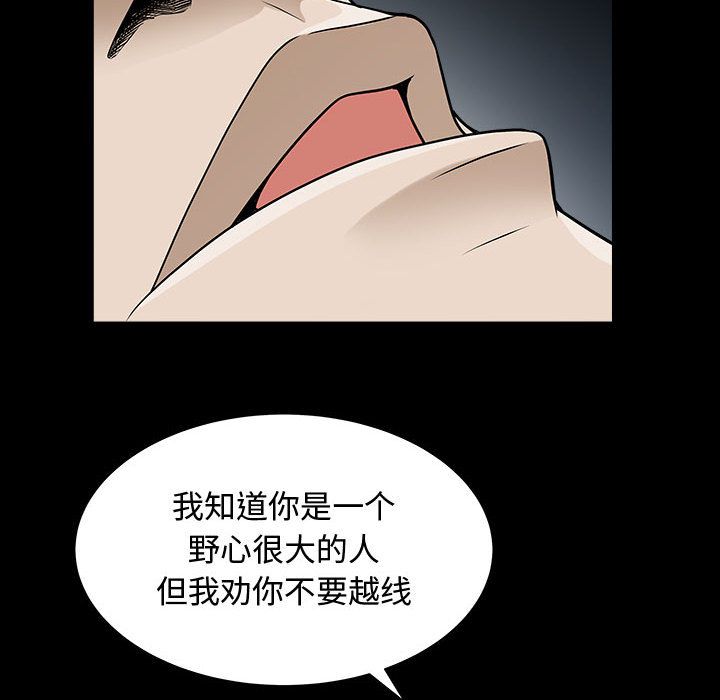 我知道你是一个
野心很大的人
但我劝你不要越线